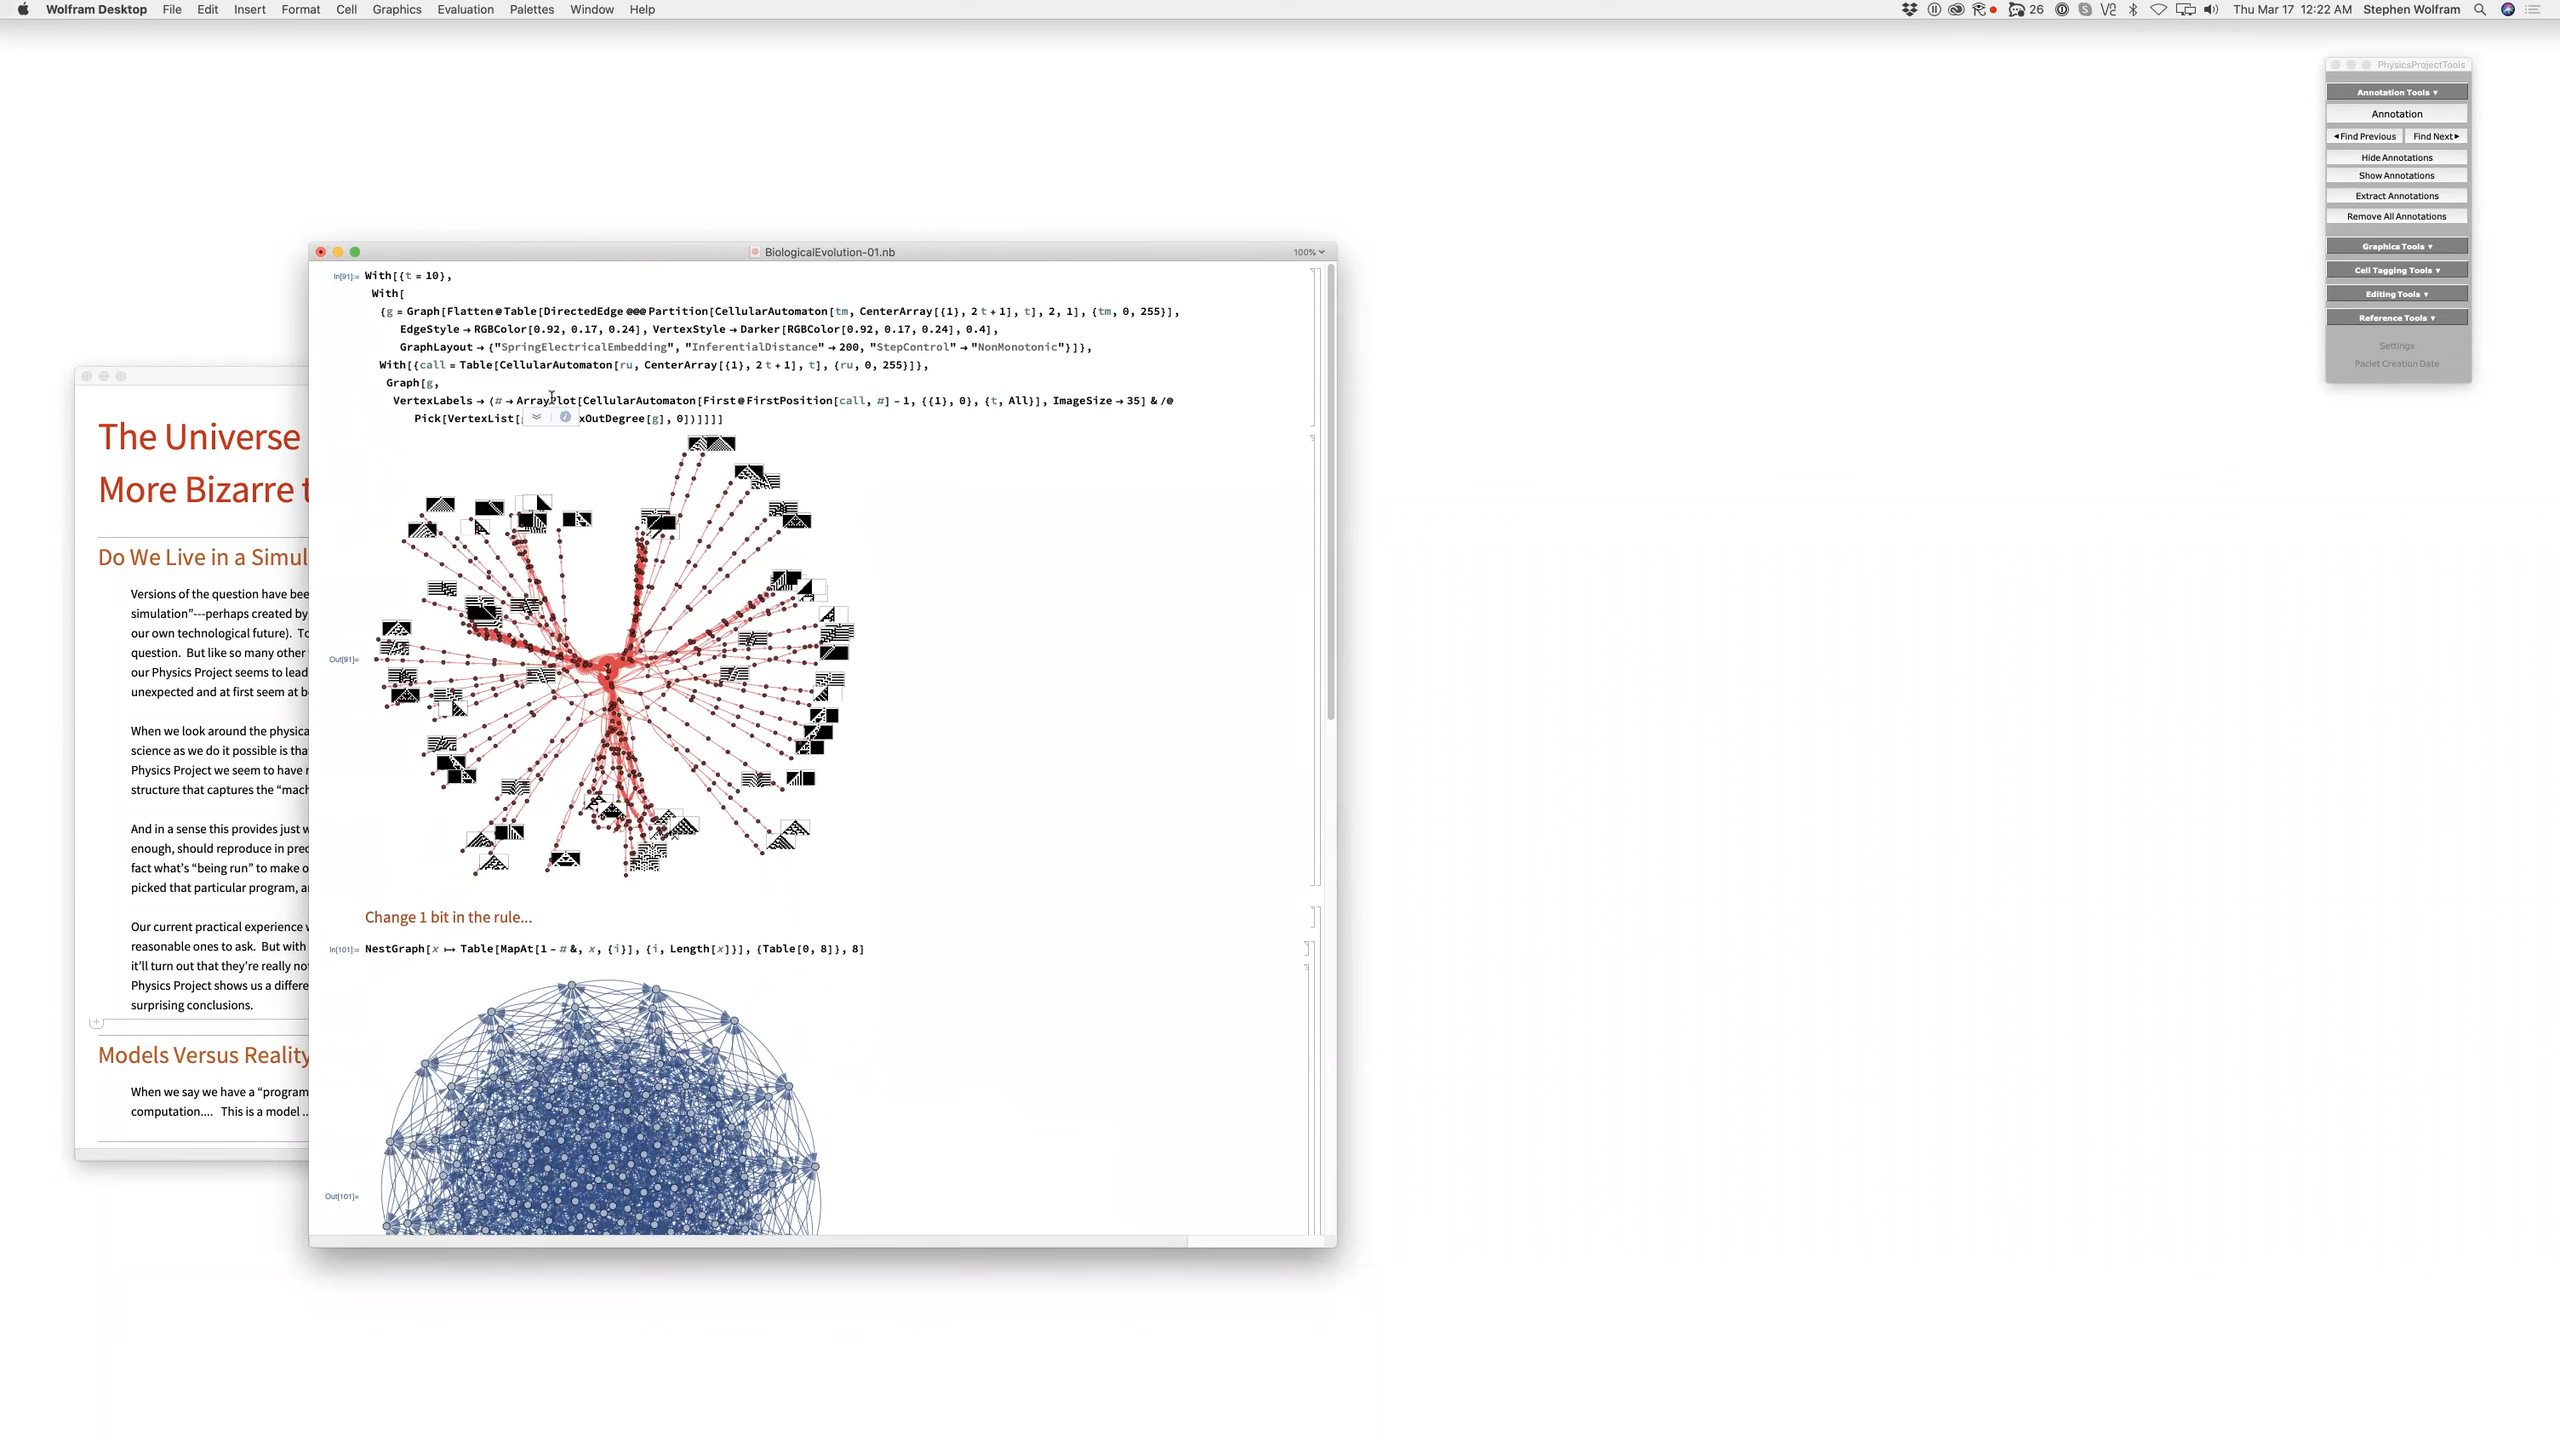 Wolfram Desktop File Edit Insert Format Cell Graphics Evaluation Palettes Window Help
26 Thu Mar 17 12:22 AM Stephen Wolfram
PhysicsProjectTools
Annotation Tools ▾
Annotation
◂Find Previous Find Next▸
Hide Annotations
Show Annotations
Extract Annotations
Remove All Annotations
Graphics Tools ▾
Cell Tagging Tools ▾
Editing Tools ▾
Reference Tools ▾
Settings
Paclet Creation Date
The Universe
More Bizarre t
Do We Live in a Simul
Versions of the question have bee
simulation”---perhaps created by
our own technological future). To
question. But like so many other
our Physics Project seems to lead
unexpected and at first seem at b
When we look around the physica
science as we do it possible is tha
Physics Project we seem to have r
structure that captures the “mach
And in a sense this provides just w
enough, should reproduce in prec
fact what’s “being run” to make o
picked that particular program, a
Our current practical experience w
reasonable ones to ask. But with
it’ll turn out that they’re really no
Physics Project shows us a differe
surprising conclusions.
Models Versus Reality
When we say we have a “program
computation.... This is a model ..
BiologicalEvolution-01.nb
100%
In[91]:= With[{t = 10},
With[
{g = Graph[Flatten@Table[DirectedEdge @@@ Partition[CellularAutomaton[tm, CenterArray[{1}, 2 t + 1], t], 2, 1], {tm, 0, 255}],
EdgeStyle → RGBColor[0.92, 0.17, 0.24], VertexStyle → Darker[RGBColor[0.92, 0.17, 0.24], 0.4],
GraphLayout → {"SpringElectricalEmbedding", "InferentialDistance" → 200, "StepControl" → "NonMonotonic"}]},
With[{call = Table[CellularAutomaton[ru, CenterArray[{1}, 2 t + 1], t], {ru, 0, 255}]},
Graph[g,
VertexLabels → (# → ArrayPlot[CellularAutomaton[First@FirstPosition[call, #] - 1, {{1}, 0}, {t, All}], ImageSize → 35] & /@
Pick[VertexList[ xOutDegree[g], 0])]]]]
Out[91]=
Change 1 bit in the rule...
In[101]:= NestGraph[x ↦ Table[MapAt[1 - # &, x, {i}], {i, Length[x]}], {Table[0, 8]}, 8]
Out[101]=